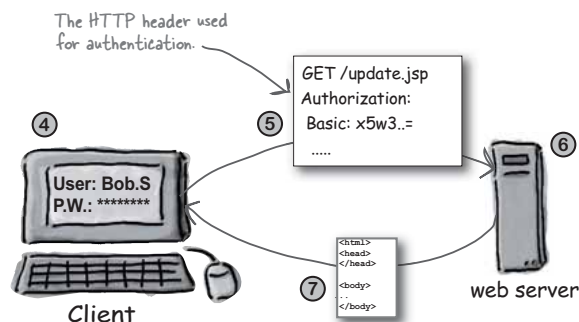 The HTTP header used
for authentication.
GET /update.jsp
Authorization:
Basic: x5w3..=
.....
4
5
6
User: Bob.S
P.W.: ********
<html>
<head>
</head>
<body>
...
</body>
7
web server
Client